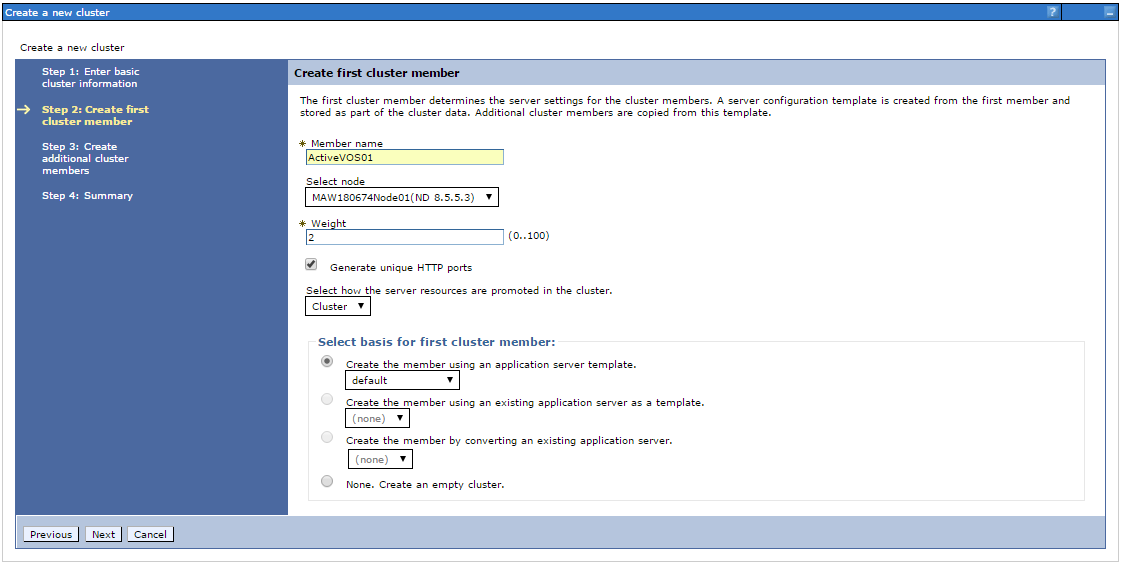 Create a new cluster
?
Create a new cluster
Step 1: Enter basic
cluster information
Step 2: Create first
cluster member
Step 3: Create
additional cluster
members
Step 4: Summary
Create first cluster member
The first cluster member determines the server settings for the cluster members. A server configuration template is created from the first member and
stored as part of the cluster data. Additional cluster members are copied from this template.
* Member name
ActiveVOS01
Select node
MAW180674Node01(ND 8.5.5.3)
* Weight
2 (0..100)
Generate unique HTTP ports
Select how the server resources are promoted in the cluster.
Cluster
Select basis for first cluster member:
Create the member using an application server template.
default
Create the member using an existing application server as a template.
(none)
Create the member by converting an existing application server.
(none)
None. Create an empty cluster.
Previous Next Cancel